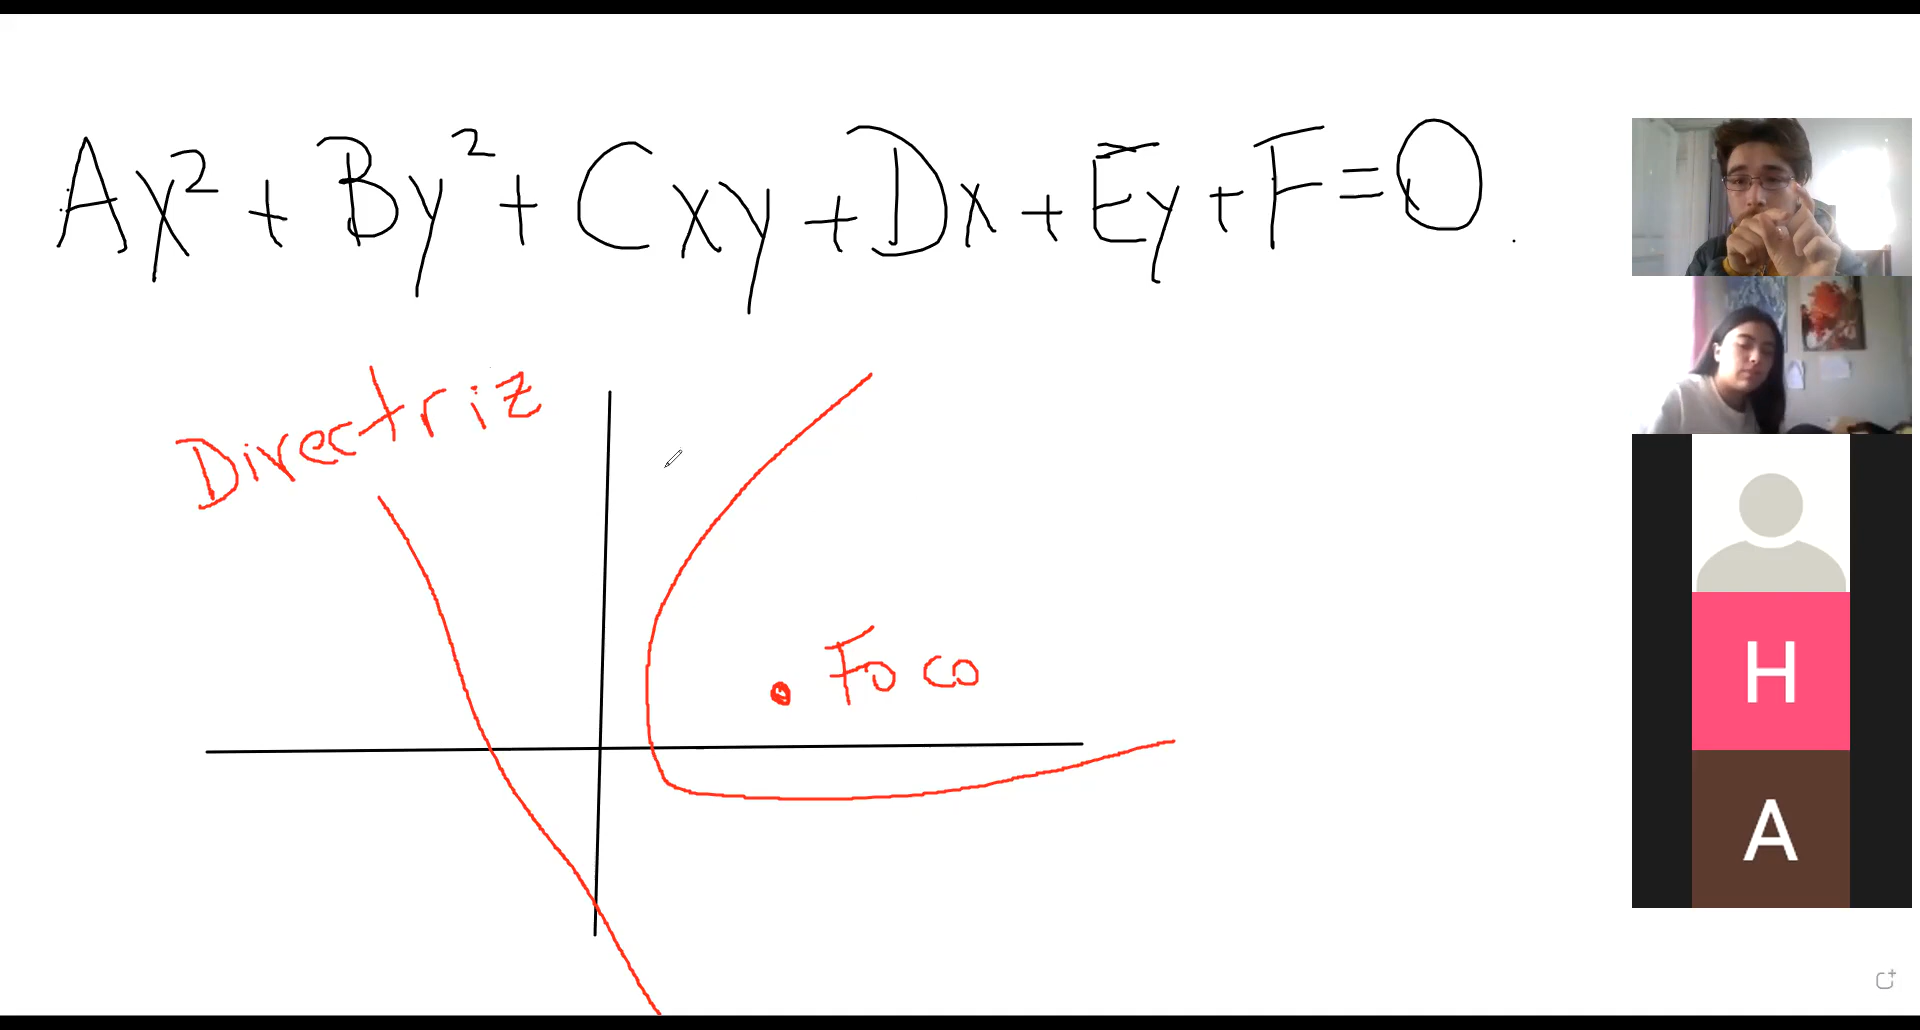 Ax² + By² + Cxy + Dx + Ey + F = 0
Directriz
Foco
H
A